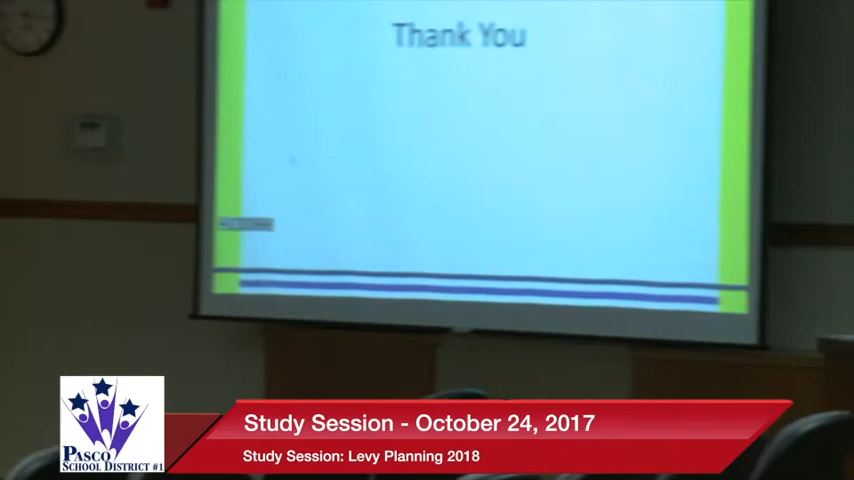 Thank You
Study Session - October 24, 2017
Study Session: Levy Planning 2018
PASCO
SCHOOL DISTRICT #1